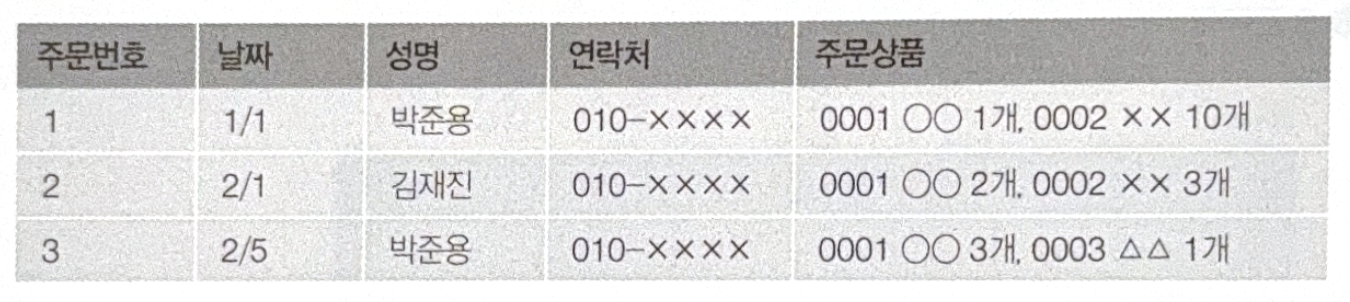 주문번호 날짜 성명 연락처 주문상품
1 1/1 박준용 010-×××× 0001 ○○ 1개, 0002 ×× 10개
2 2/1 김재진 010-×××× 0001 ○○ 2개, 0002 ×× 3개
3 2/5 박준용 010-×××× 0001 ○○ 3개, 0003 △△ 1개